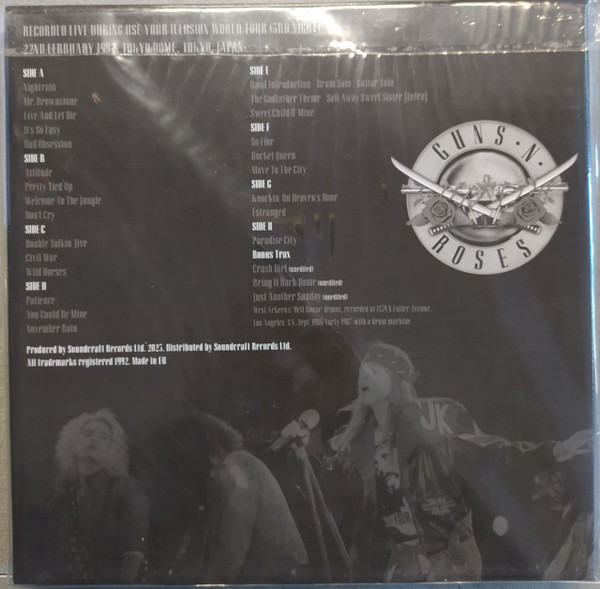 RECORDED LIVE DURING USE YOUR ILLUSION WORLD TOUR (3RD NIGHT)
22ND FEBRUARY 1992, TOKYO DOME, TOKYO, JAPAN
SIDE A
Nightrain
Mr. Brownstone
Live And Let Die
It's So Easy
Bad Obsession
SIDE B
Attitude
Pretty Tied Up
Welcome To The Jungle
Don't Cry
SIDE C
Double Talkin' Jive
Civil War
Wild Horses
SIDE D
Patience
You Could Be Mine
November Rain
SIDE E
Band Introduction Drum Solo Guitar Solo
The Godfather Theme Sail Away Sweet Sister [Intro]
Sweet Child O' Mine
SIDE F
So Fine
Rocket Queen
Move To The City
SIDE G
Knockin' On Heaven's Door
Estranged
SIDE H
Paradise City
Bonus Trax
Crash Diet (unedited)
Bring It Back Home (unedited)
Just Another Sunday (unedited)
West Arkeen's 'Hell House' demos, recorded at 1139 N Fuller Avenue,
Los Angeles, CA, Sept. 1986-Early 1987 with a drum machine.
Produced by Soundcraft Records Ltd. 2025. Distributed by Soundcraft Records Ltd.
All trademarks registered 1992. Made in EU
GUNS N' ROSES
JK